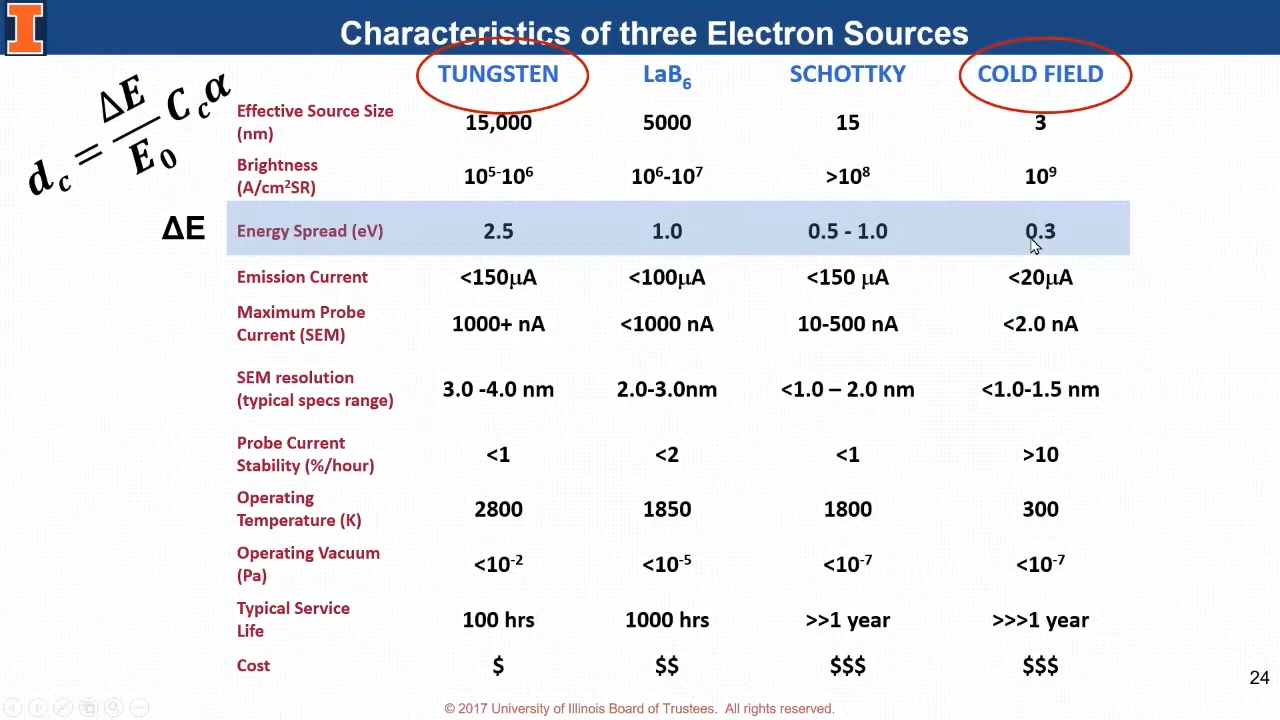 I
Characteristics of three Electron Sources
d_c = ΔE/E₀ C_c α
TUNGSTEN LaB₆ SCHOTTKY COLD FIELD
Effective Source Size
(nm) 15,000 5000 15 3
Brightness
(A/cm²SR) 10⁵⁻10⁶ 10⁶-10⁷ >10⁸ 10⁹
ΔE Energy Spread (eV) 2.5 1.0 0.5 - 1.0 0.3
Emission Current <150μA <100μA <150 μA <20μA
Maximum Probe
Current (SEM) 1000+ nA <1000 nA 10-500 nA <2.0 nA
SEM resolution
(typical specs range) 3.0 -4.0 nm 2.0-3.0nm <1.0 – 2.0 nm <1.0-1.5 nm
Probe Current
Stability (%/hour) <1 <2 <1 >10
Operating
Temperature (K) 2800 1850 1800 300
Operating Vacuum
(Pa) <10⁻² <10⁻⁵ <10⁻⁷ <10⁻⁷
Typical Service
Life 100 hrs 1000 hrs >>1 year >>>1 year
Cost $ $$ $$$ $$$
24
© 2017 University of Illinois Board of Trustees. All rights reserved.